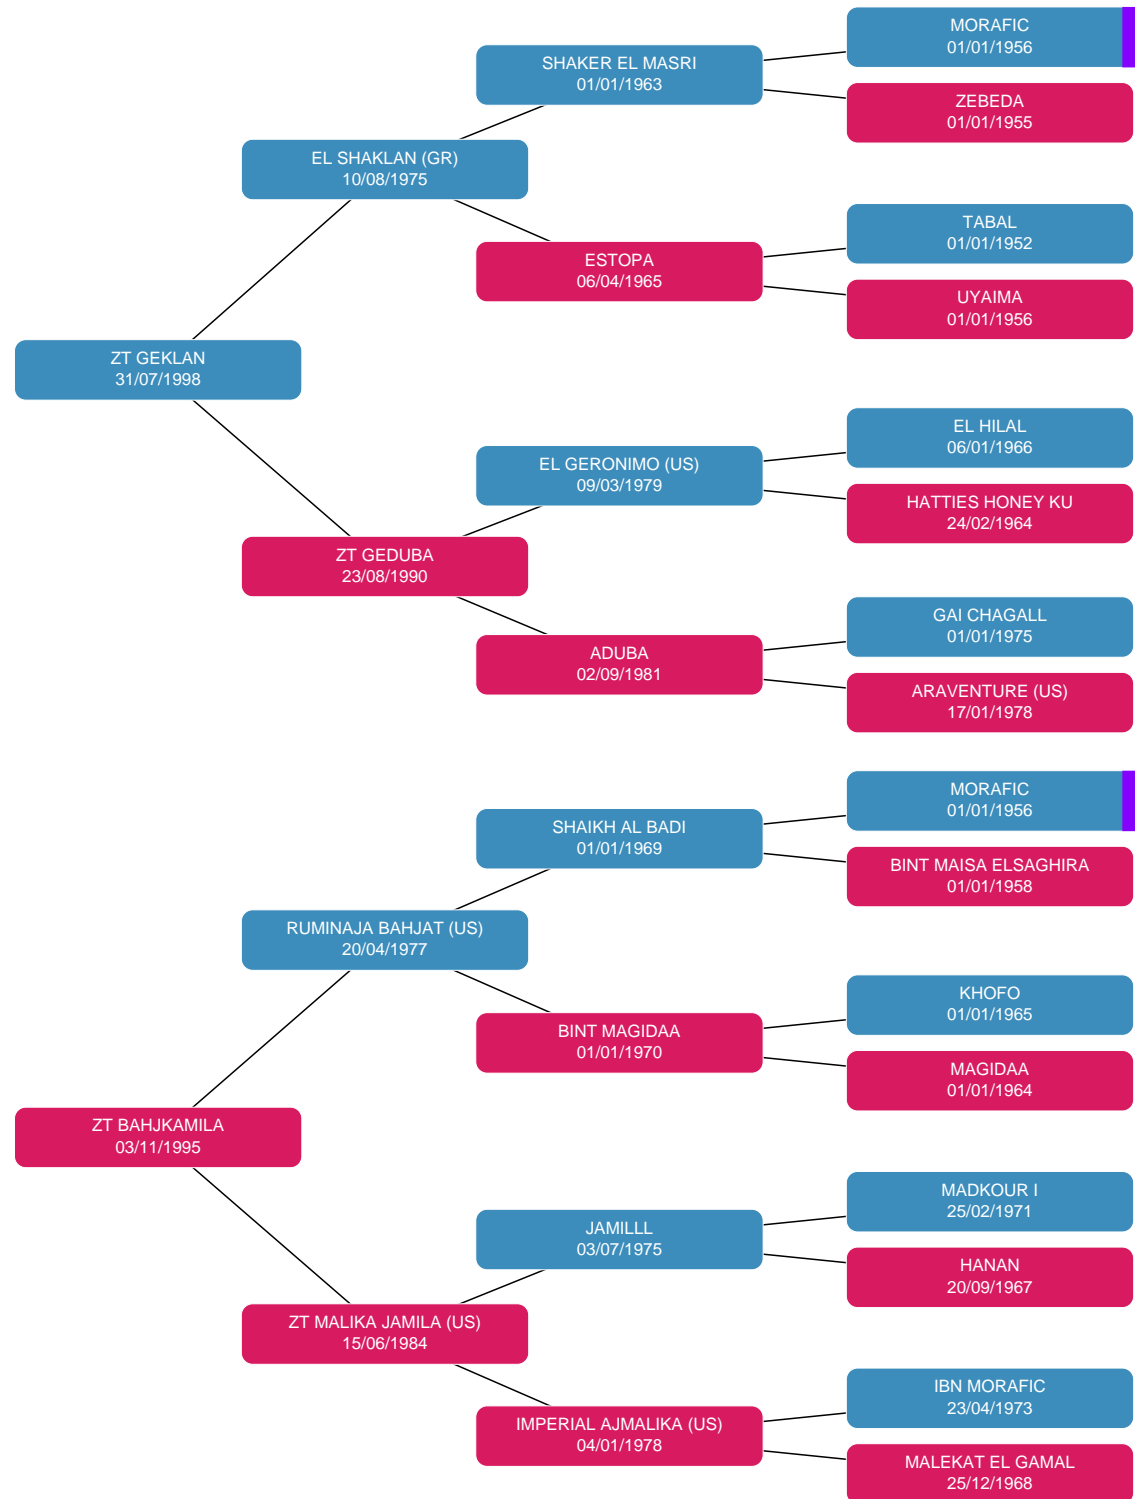 MORAFIC
01/01/1956
SHAKER EL MASRI
01/01/1963
ZEBEDA
01/01/1955
EL SHAKLAN (GR)
10/08/1975
TABAL
01/01/1952
ESTOPA
06/04/1965
UYAIMA
01/01/1956
ZT GEKLAN
31/07/1998
EL HILAL
06/01/1966
EL GERONIMO (US)
09/03/1979
HATTIES HONEY KU
24/02/1964
ZT GEDUBA
23/08/1990
GAI CHAGALL
01/01/1975
ADUBA
02/09/1981
ARAVENTURE (US)
17/01/1978
MORAFIC
01/01/1956
SHAIKH AL BADI
01/01/1969
BINT MAISA ELSAGHIRA
01/01/1958
RUMINAJA BAHJAT (US)
20/04/1977
KHOFO
01/01/1965
BINT MAGIDAA
01/01/1970
MAGIDAA
01/01/1964
ZT BAHJKAMILA
03/11/1995
MADKOUR I
25/02/1971
JAMILLL
03/07/1975
HANAN
20/09/1967
ZT MALIKA JAMILA (US)
15/06/1984
IBN MORAFIC
23/04/1973
IMPERIAL AJMALIKA (US)
04/01/1978
MALEKAT EL GAMAL
25/12/1968